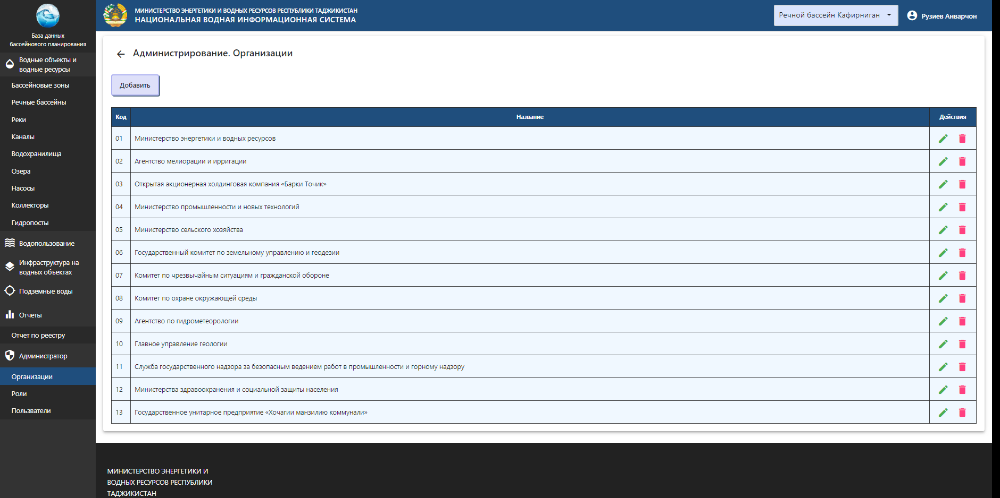 База данных
бассейнового планирования
Водные объекты и
водные ресурсы
Бассейновые зоны
Речные бассейны
Реки
Каналы
Водохранилища
Озера
Насосы
Коллекторы
Гидропосты
Водопользование
Инфраструктура на
водных объектах
Подземные воды
Отчеты
Отчет по реестру
Администратор
Организации
Роли
Ползватели
МИНИСТЕРСТВО ЭНЕРГЕТИКИ И ВОДНЫХ РЕСУРСОВ РЕСПУБЛИКИ ТАДЖИКИСТАН
НАЦИОНАЛЬНАЯ ВОДНАЯ ИНФОРМАЦИОННАЯ СИСТЕМА
Речной бассейн Кафирниган
Рузиев Анварчон
Администрирование. Организации
Добавить
Код Название Действия
01 Министерство энергетики и водных ресурсов
02 Агентство мелиорации и ирригации
03 Открытая акционерная холдинговая компания «Барки Точик»
04 Министерство промышленности и новых технологий
05 Министерство сельского хозяйства
06 Государственный комитет по земельному управлению и геодезии
07 Комитет по чрезвычайным ситуациям и гражданской обороне
08 Комитет по охране окружающей среды
09 Агентство по гидрометеорологии
10 Главное управление геологии
11 Служба государственного надзора за безопасным ведением работ в промышленности и горному надзору
12 Министерства здравоохранения и социальной защиты населения
13 Государственное унитарное предприятие «Хочагии манзилию коммунали»
МИНИСТЕРСТВО ЭНЕРГЕТИКИ И
ВОДНЫХ РЕСУРСОВ РЕСПУБЛИКИ
ТАДЖИКИСТАН